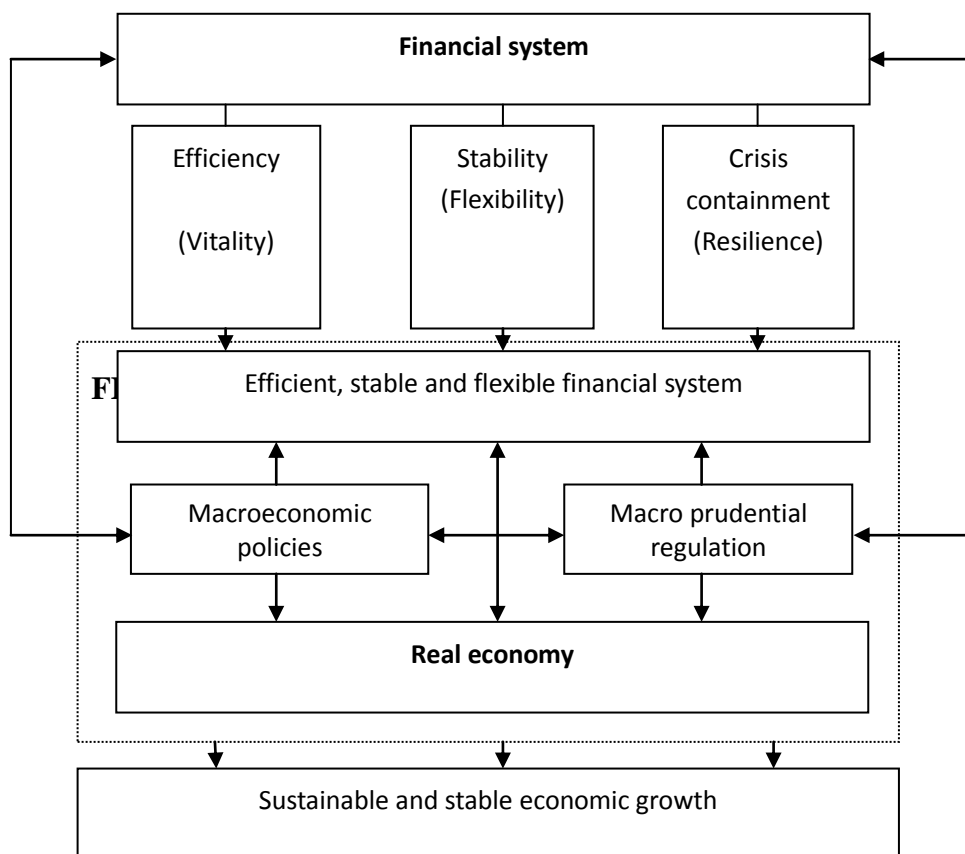 Financial system
Efficiency
(Vitality)
Stability
(Flexibility)
Crisis
containment
(Resilience)
Efficient, stable and flexible financial system
Macroeconomic
policies
Macro prudential
regulation
Real economy
Sustainable and stable economic growth